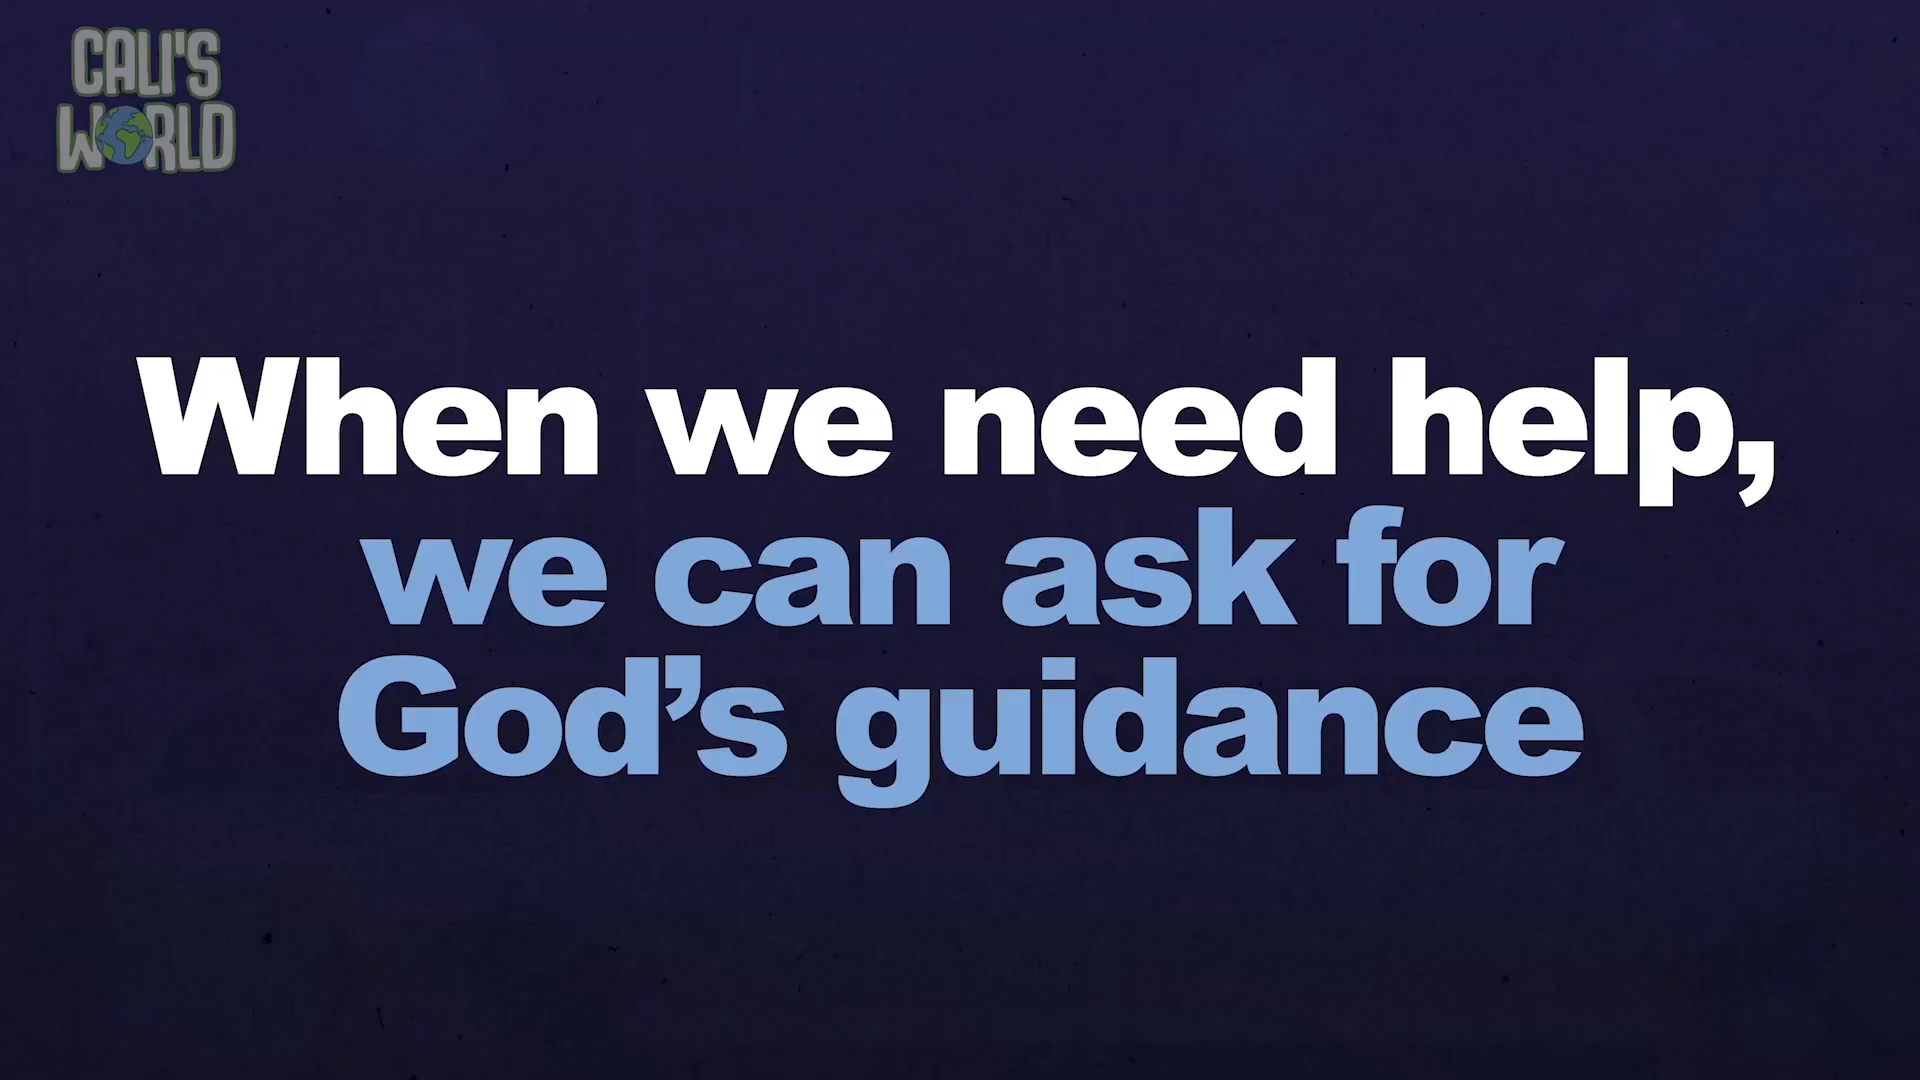 CALI'S
WORLD
When we need help,
we can ask for
God’s guidance